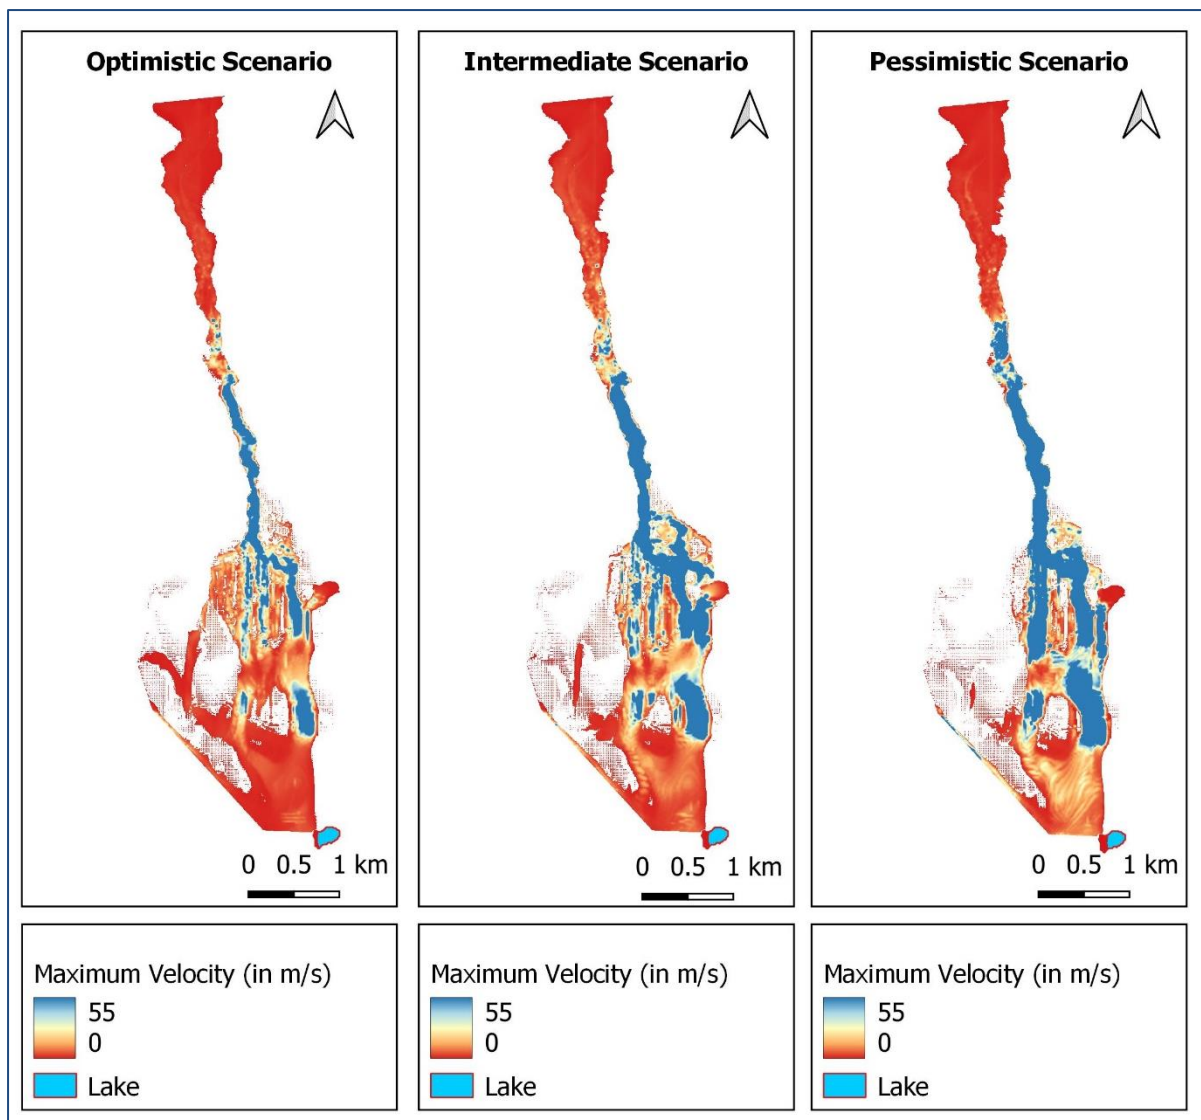 Optimistic Scenario
0 0.5 1 km
Maximum Velocity (in m/s)
55
0
Lake
Intermediate Scenario
0 0.5 1 km
Maximum Velocity (in m/s)
55
0
Lake
Pessimistic Scenario
0 0.5 1 km
Maximum Velocity (in m/s)
55
0
Lake